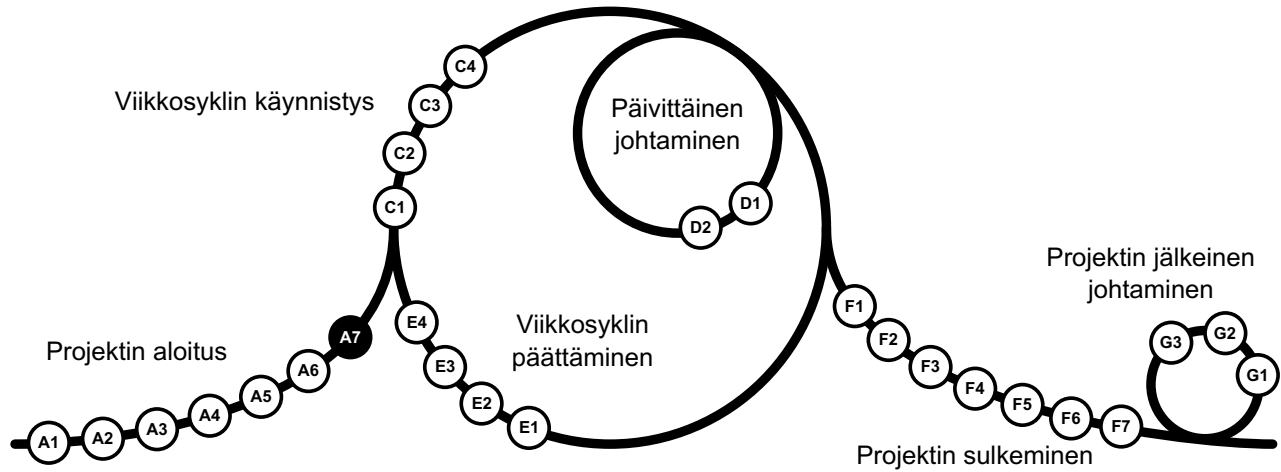 Projektin aloitus
A1
A2
A3
A4
A5
A6
A7
Viikkosyklin käynnistys
C1
C2
C3
C4
Päivittäinen
johtaminen
D1
D2
Viikkosyklin
päättäminen
E1
E2
E3
E4
F1
F2
F3
F4
F5
F6
F7
Projektin sulkeminen
Projektin jälkeinen
johtaminen
G1
G2
G3